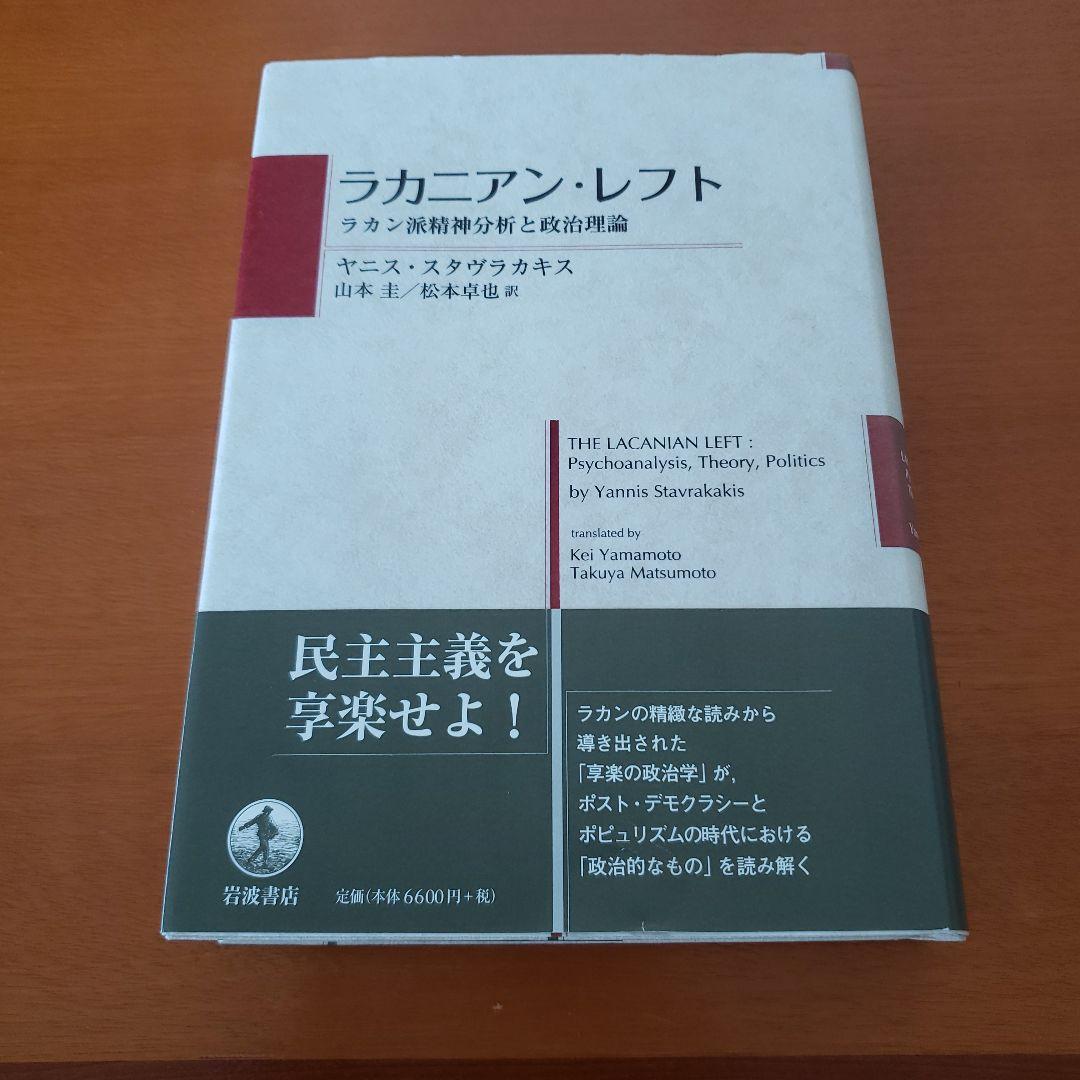 ラカニアン・レフト
ラカン派精神分析と政治理論
ヤニス・スタヴラカキス
山本 圭／松本卓也 訳
THE LACANIAN LEFT :
Psychoanalysis, Theory, Politics
by Yannis Stavrakakis
translated by
Kei Yamamoto
Takuya Matsumoto
民主主義を
享楽せよ！
ラカンの精緻な読みから
導き出された
「享楽の政治学」が，
ポスト・デモクラシーと
ポピュリズムの時代における
「政治的なもの」を読み解く
岩波書店
定価（本体 6600 円＋税）